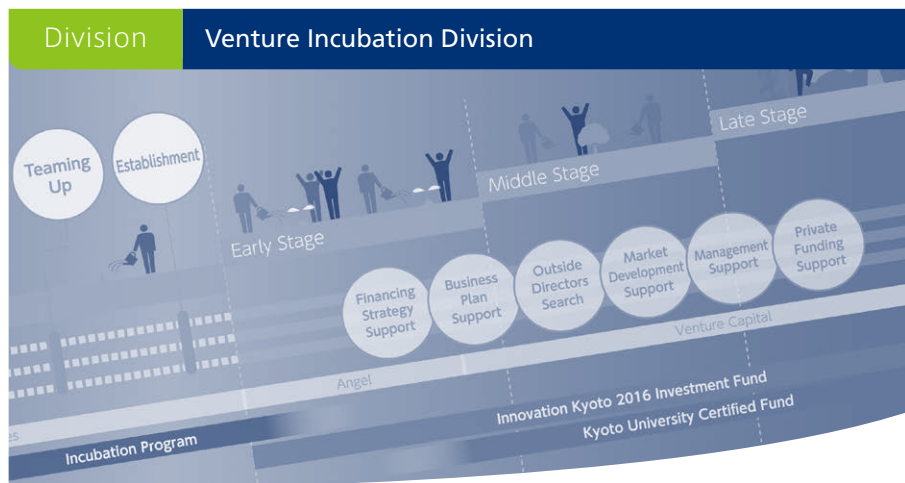 Division
Venture Incubation Division
Teaming
Up
Establishment
Early Stage
Middle Stage
Late Stage
Financing
Strategy
Support
Business
Plan
Support
Outside
Directors
Search
Market
Development
Support
Management
Support
Private
Funding
Support
Angel
Venture Capital
Incubation Program
Innovation Kyoto 2016 Investment Fund
Kyoto University Certified Fund